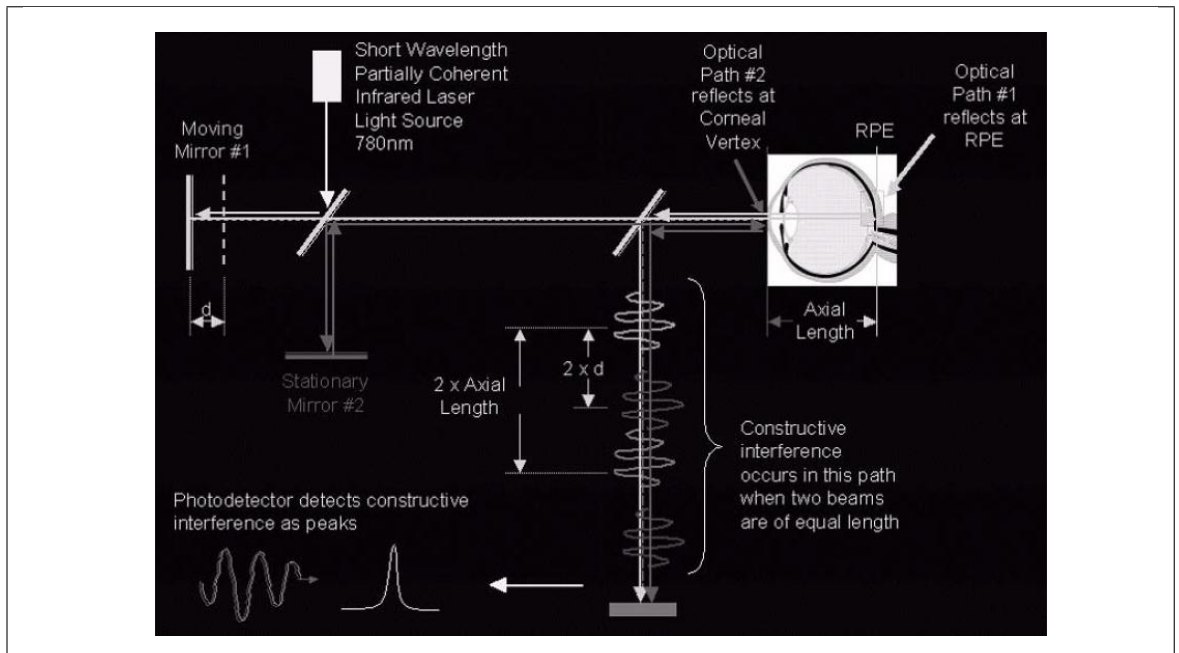 Short Wavelength
Partially Coherent
Infrared Laser
Light Source
780nm
Moving
Mirror #1
Optical
Path #2
reflects at
Corneal
Vertex
RPE
Optical
Path #1
reflects at
RPE
d
Stationary
Mirror #2
2 x Axial
Length
2 x d
Axial
Length
Constructive
interference
occurs in this path
when two beams
are of equal length
Photodetector detects constructive
interference as peaks